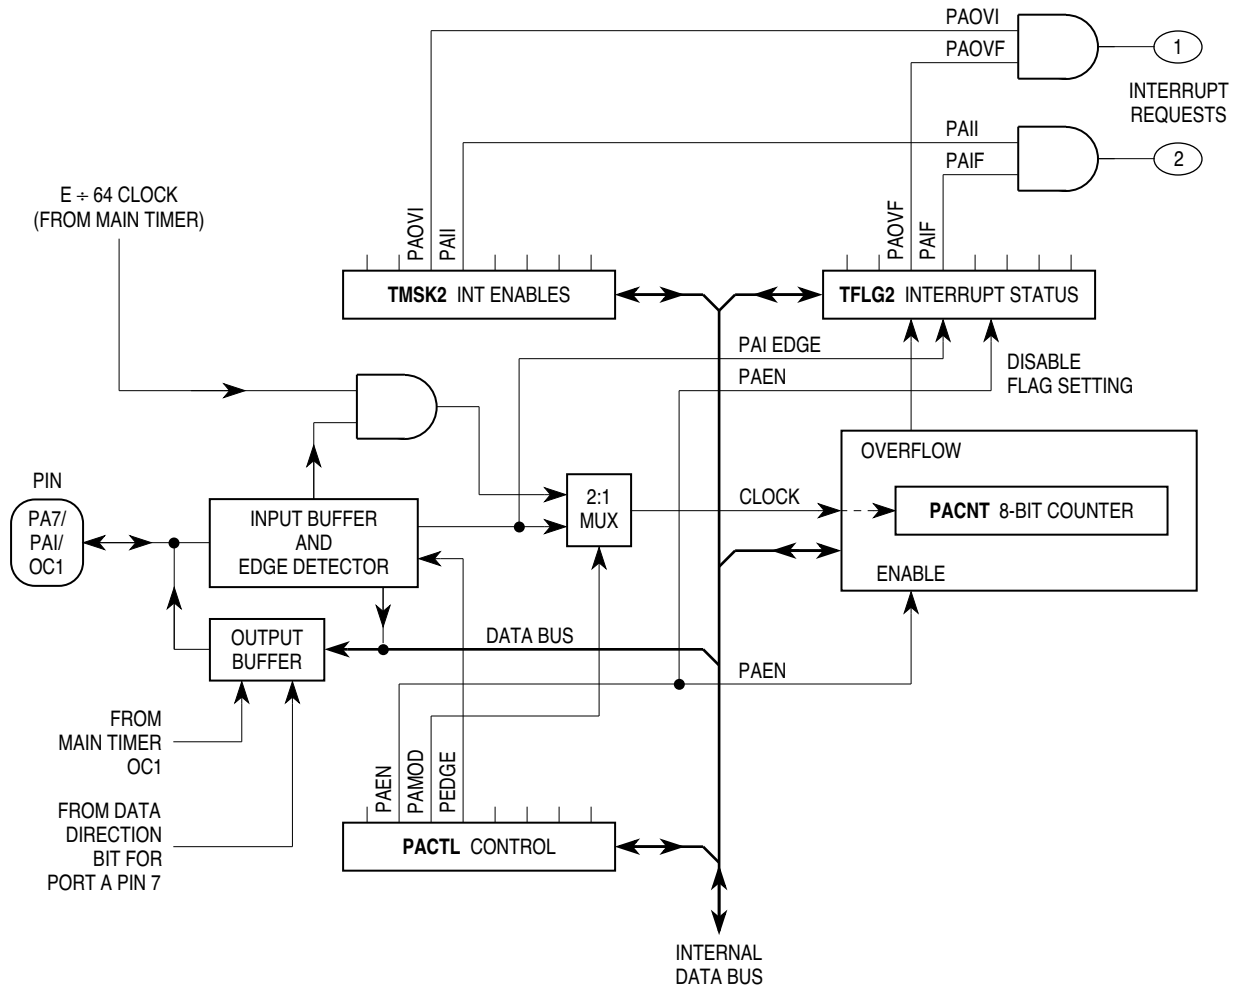 PAOVI
1
PAOVF
INTERRUPT
REQUESTS
PAII
PAIF
2
E ÷ 64 CLOCK
(FROM MAIN TIMER)
PAOVI
PAII
PAOVF
PAIF
TMSK2 INT ENABLES
TFLG2 INTERRUPT STATUS
PAI EDGE
PAEN
DISABLE
FLAG SETTING
OVERFLOW
PIN
PA7/
PAI/
OC1
INPUT BUFFER
AND
EDGE DETECTOR
2:1
MUX
CLOCK
PACNT 8-BIT COUNTER
ENABLE
OUTPUT
BUFFER
DATA BUS
PAEN
FROM
MAIN TIMER
OC1
PAEN
PAMOD
PEDGE
FROM DATA
DIRECTION
BIT FOR
PORT A PIN 7
PACTL CONTROL
INTERNAL
DATA BUS